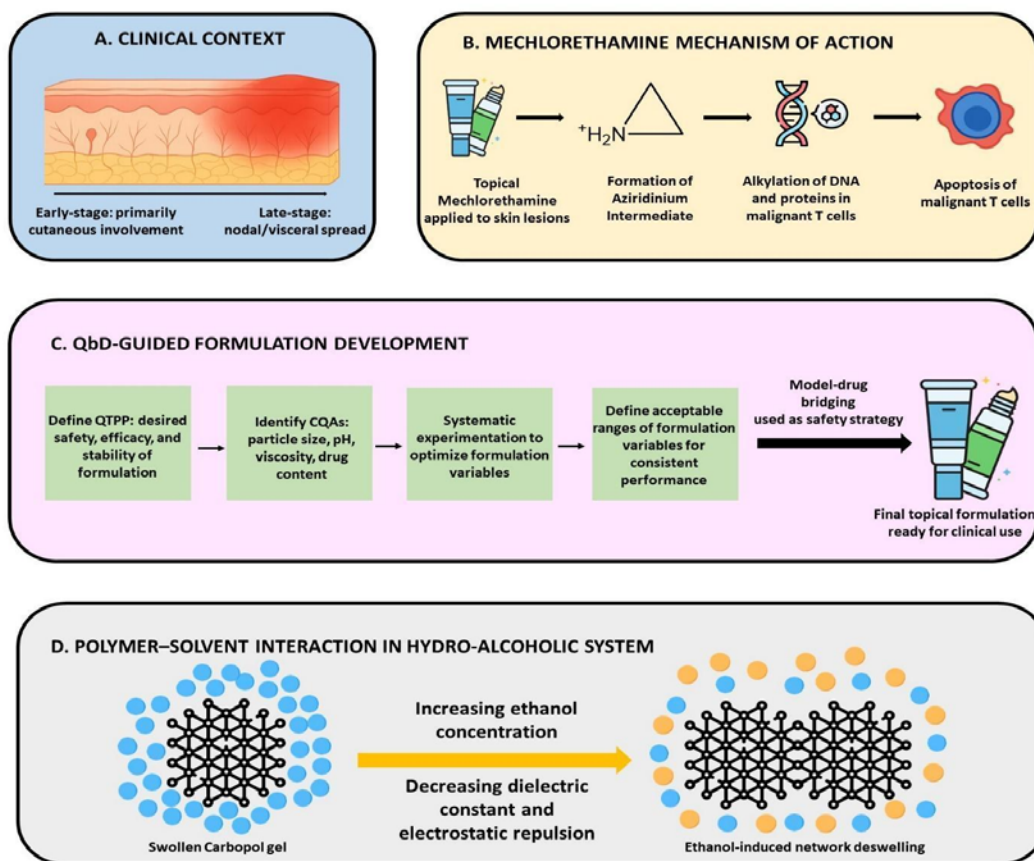 A. CLINICAL CONTEXT
Early-stage: primarily
cutaneous involvement
Late-stage:
nodal/visceral spread
B. MECHLORETHAMINE MECHANISM OF ACTION
+H2N
Topical
Mechlorethamine
applied to skin lesions
Formation of
Aziridinium
Intermediate
Alkylation of DNA
and proteins in
malignant T cells
Apoptosis of
malignant T cells
C. QbD-GUIDED FORMULATION DEVELOPMENT
Define QTPP: desired
safety, efficacy, and
stability of
formulation
Identify CQAs:
particle size, pH,
viscosity, drug content
Systematic
experimentation to
optimize formulation
variables
Define acceptable
ranges of formulation
variables for
consistent
performance
Model-drug
bridging
used as safety strategy
Final topical formulation
ready for clinical use
D. POLYMER–SOLVENT INTERACTION IN HYDRO-ALCOHOLIC SYSTEM
Increasing ethanol
concentration
Decreasing dielectric
constant and
electrostatic repulsion
Swollen Carbopol gel
Ethanol-induced network deswelling